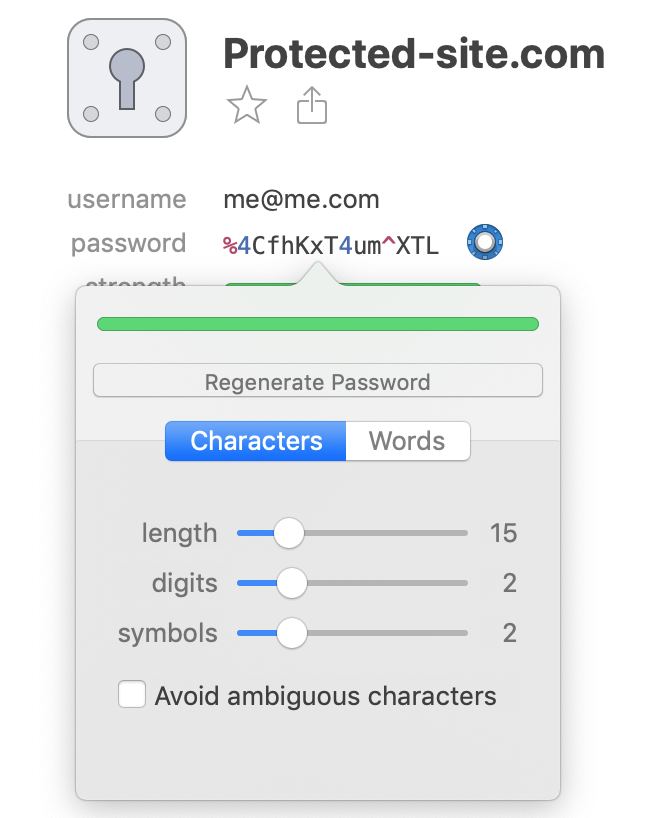 Protected-site.com
username me@me.com
password %4CfhKxT4um^XTL
strength
Regenerate Password
Characters Words
length 15
digits 2
symbols 2
Avoid ambiguous characters